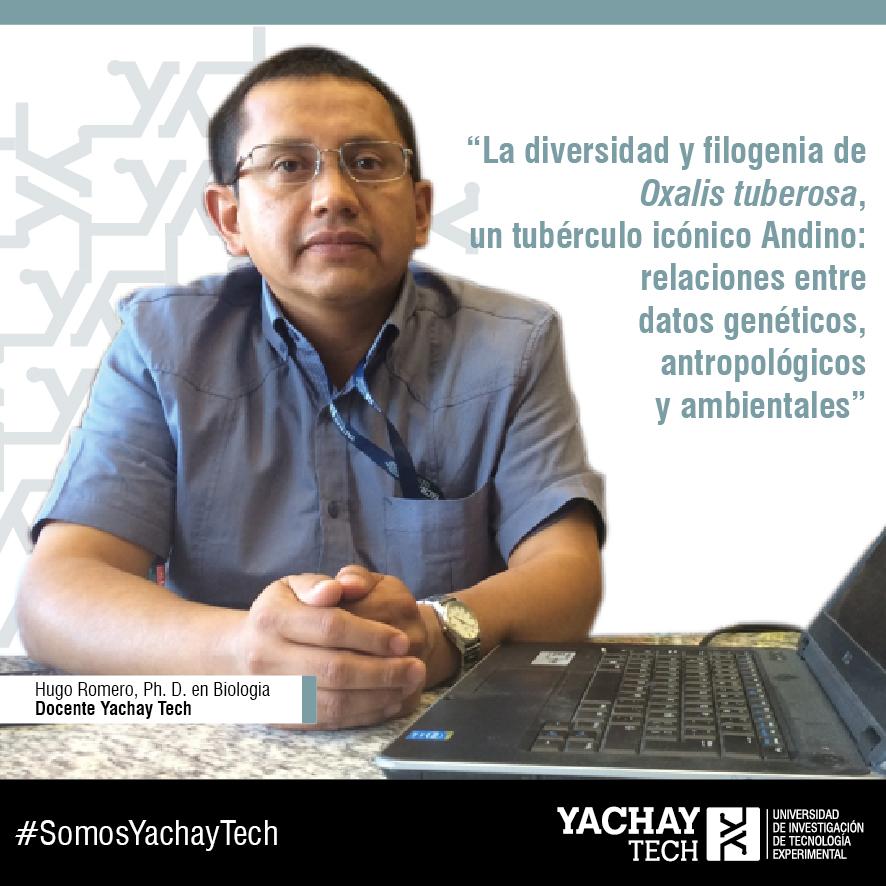 “La diversidad y filogenia de
Oxalis tuberosa,
un tubérculo icónico Andino:
relaciones entre
datos genéticos,
antropológicos
y ambientales”
Hugo Romero, Ph. D. en Biologia
Docente Yachay Tech
#SomosYachayTech
YACHAY
TECH
UNIVERSIDAD
DE INVESTIGACIÓN
DE TECNOLOGÍA
EXPERIMENTAL